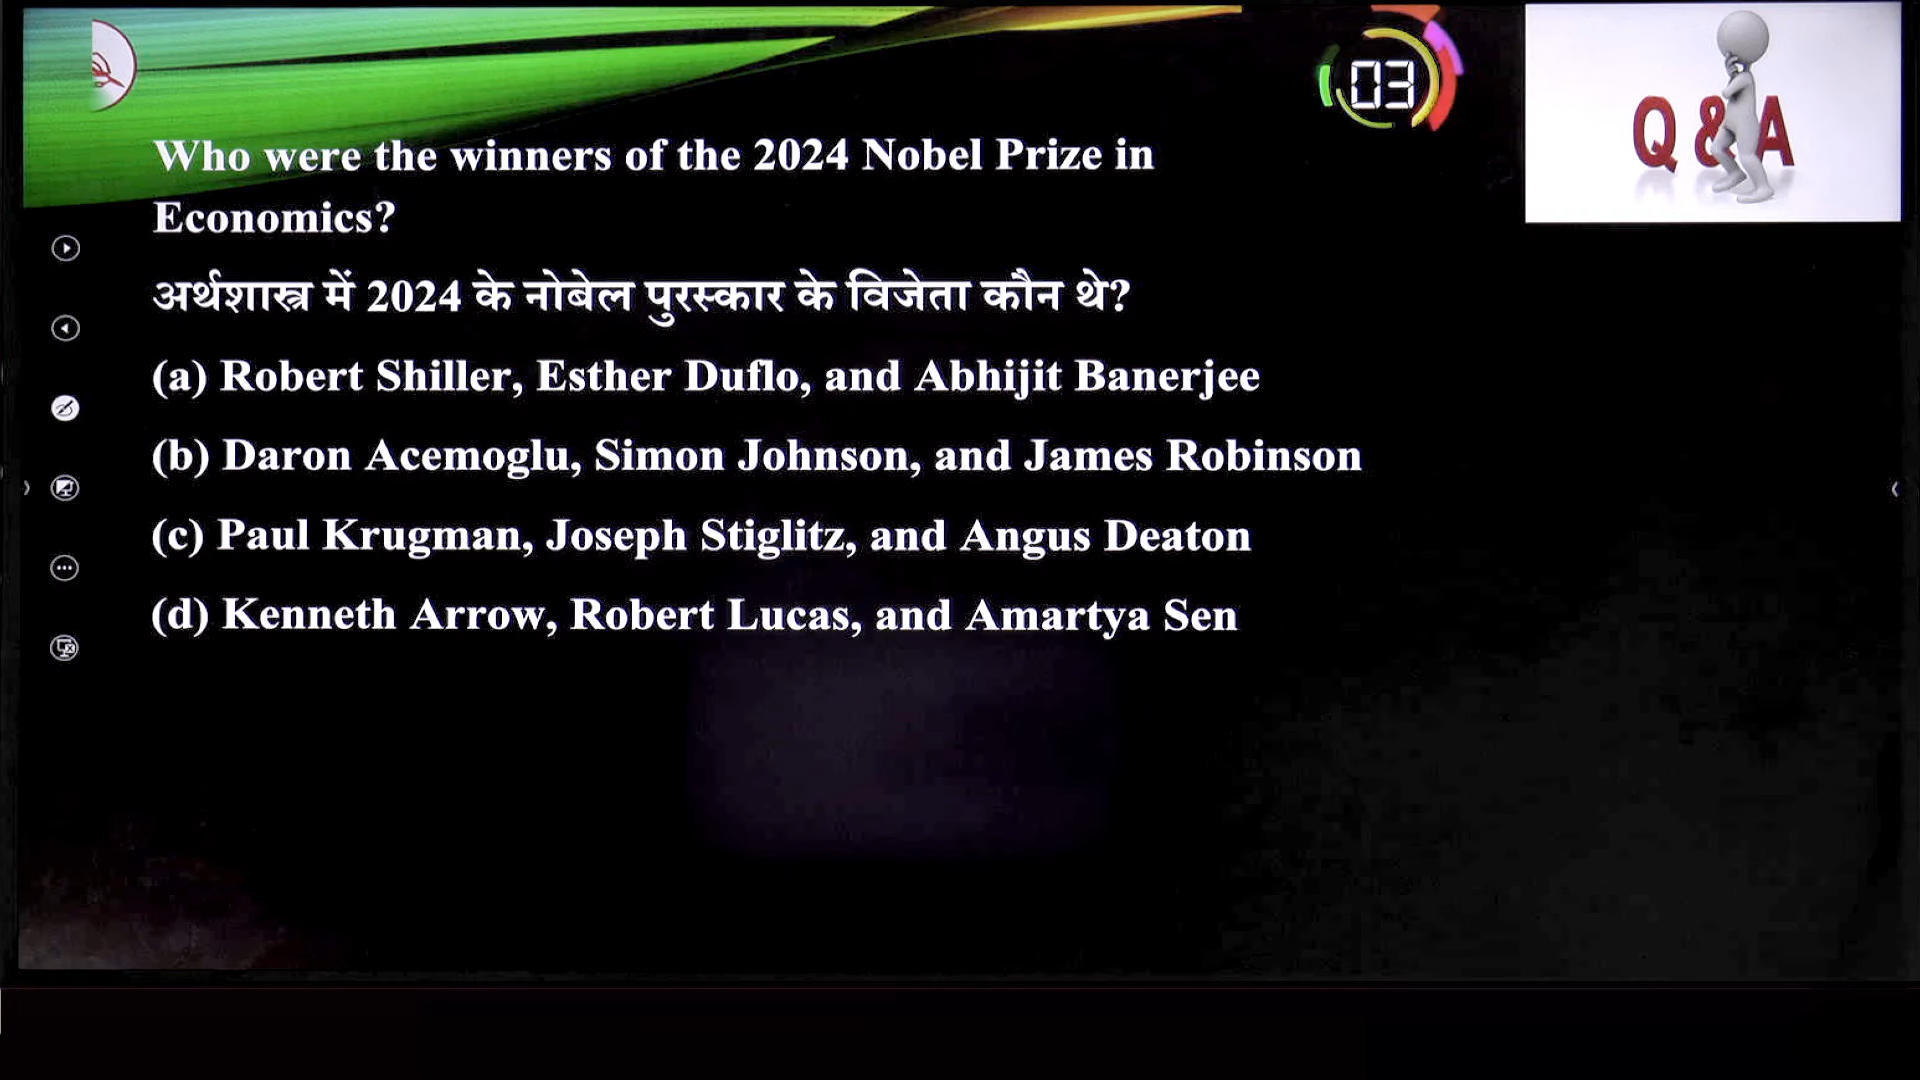 03
Q & A
Who were the winners of the 2024 Nobel Prize in
Economics?
अर्थशास्त्र में 2024 के नोबेल पुरस्कार के विजेता कौन थे?
(a) Robert Shiller, Esther Duflo, and Abhijit Banerjee
(b) Daron Acemoglu, Simon Johnson, and James Robinson
(c) Paul Krugman, Joseph Stiglitz, and Angus Deaton
(d) Kenneth Arrow, Robert Lucas, and Amartya Sen